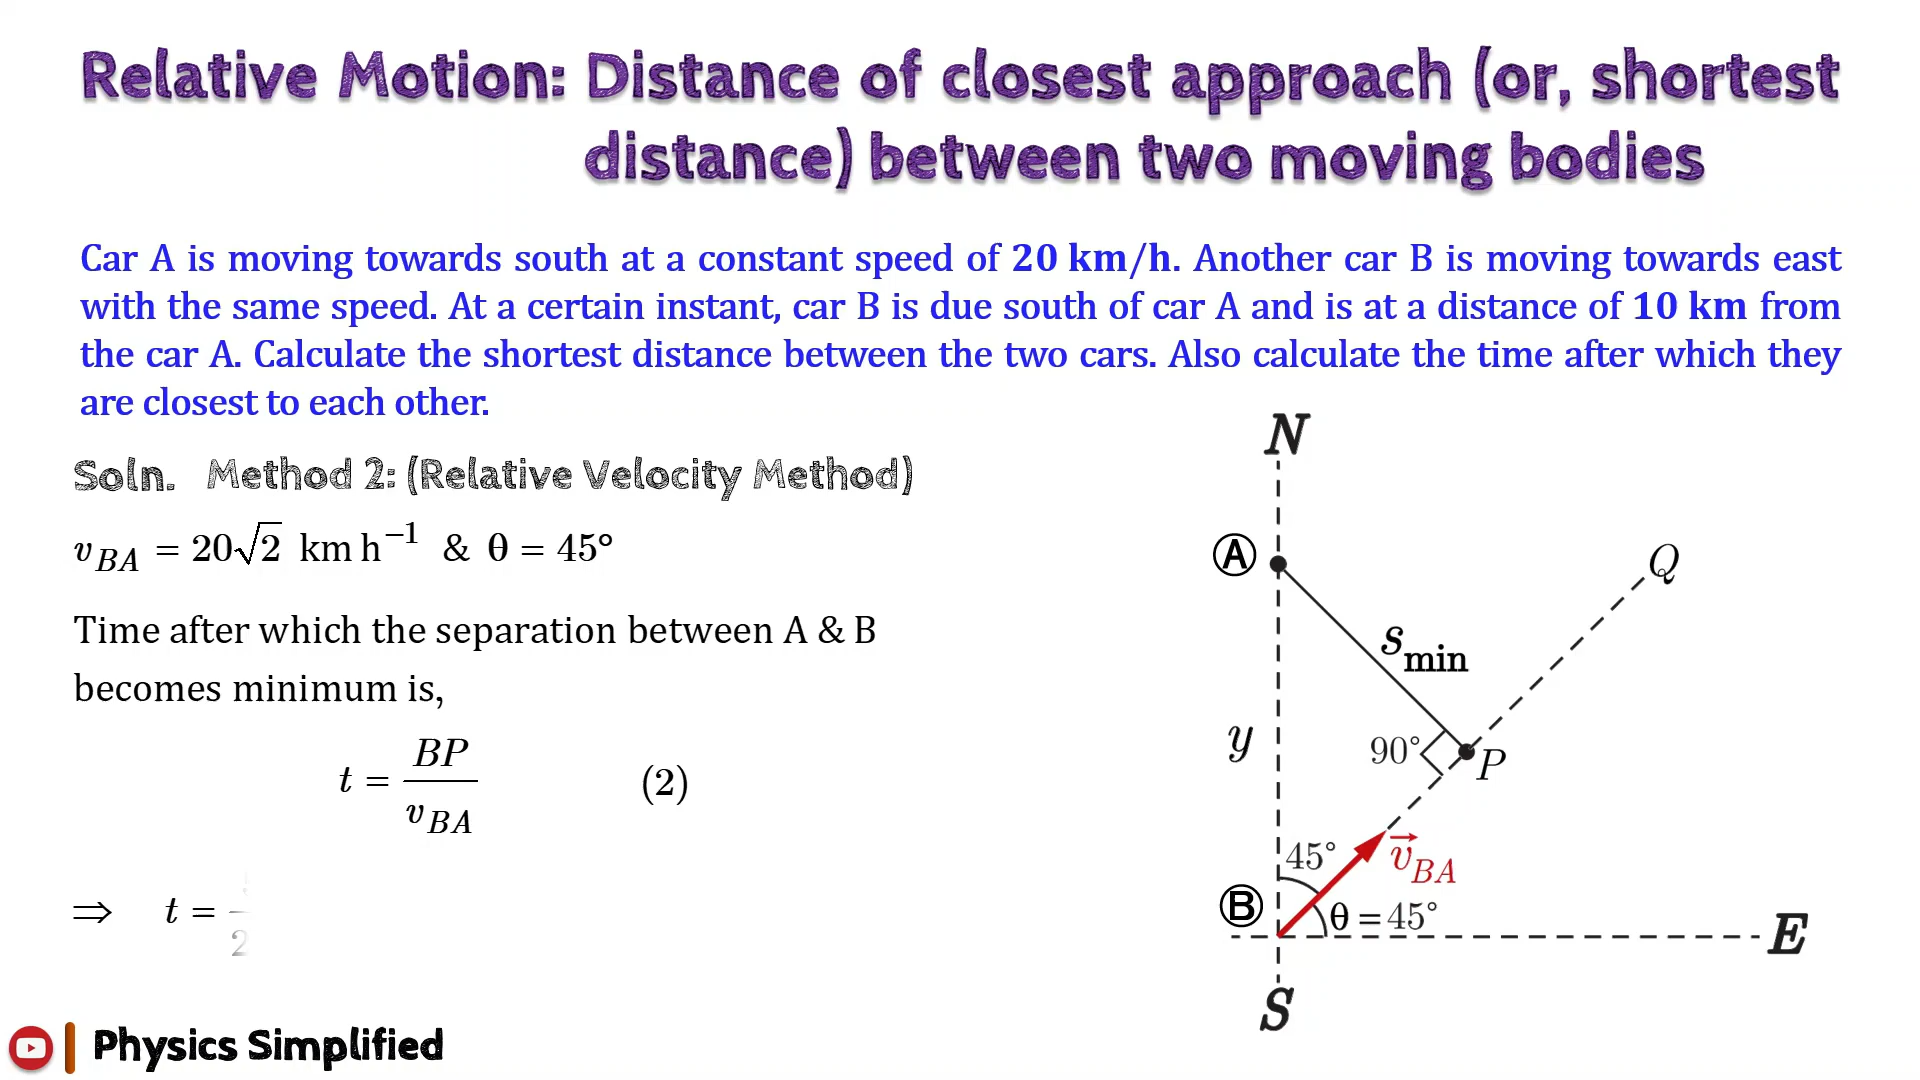 Relative Motion: Distance of closest approach (or, shortest
distance) between two moving bodies
Car A is moving towards south at a constant speed of 20 km/h. Another car B is moving towards east
with the same speed. At a certain instant, car B is due south of car A and is at a distance of 10 km from
the car A. Calculate the shortest distance between the two cars. Also calculate the time after which they
are closest to each other.
Soln. Method 2: (Relative Velocity Method)
v_BA = 20√2 km h⁻¹ & θ = 45°
Time after which the separation between A & B
becomes minimum is,
t = BP / v_BA (2)
⇒ t =
N
A
Q
s_min
y
90°
P
45°
v⃗_BA
B
θ = 45°
E
S
Physics Simplified